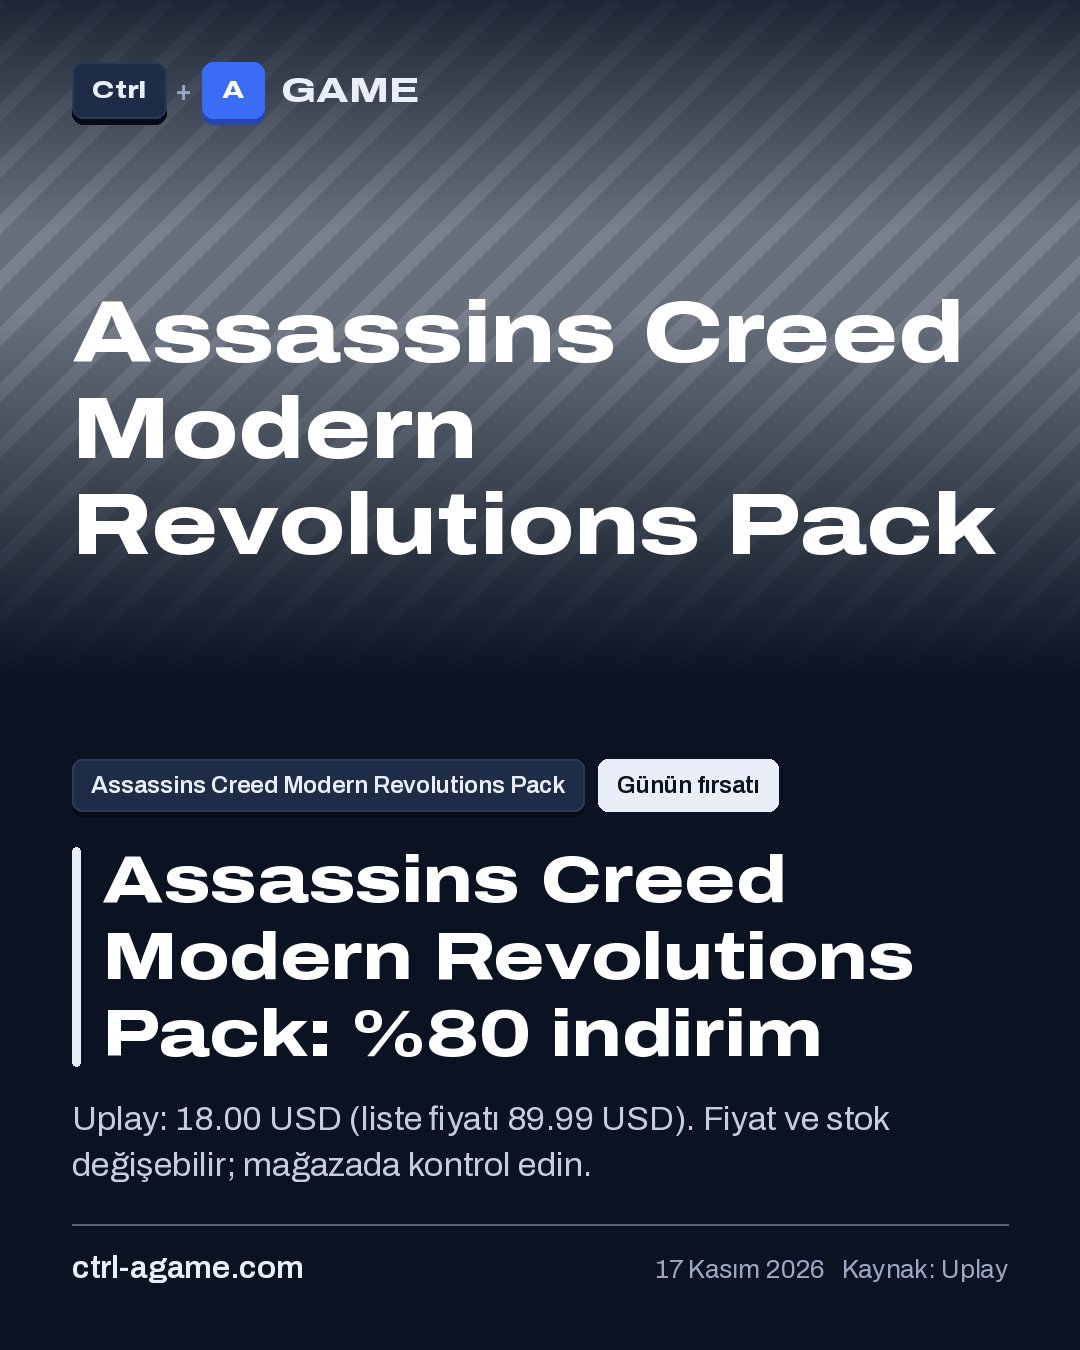 Ctrl + A GAME
Assassins Creed
Modern
Revolutions Pack
Assassins Creed Modern Revolutions Pack Günün fırsatı
Assassins Creed
Modern Revolutions
Pack: %80 indirim
Uplay: 18.00 USD (liste fiyatı 89.99 USD). Fiyat ve stok
değişebilir; mağazada kontrol edin.
ctrl-agame.com 17 Kasım 2026 Kaynak: Uplay